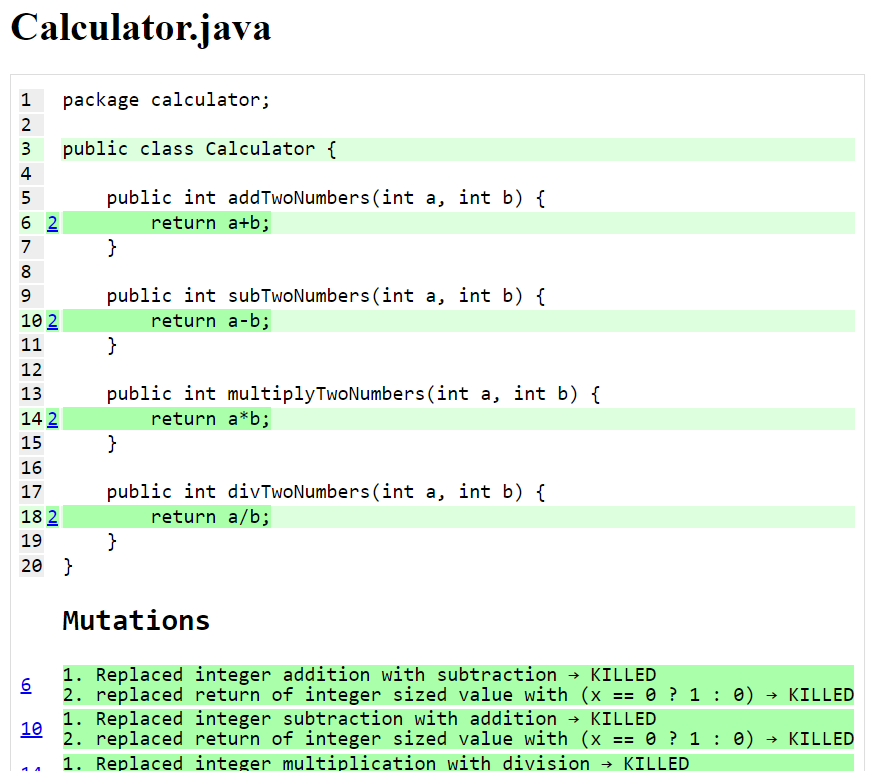 Calculator.java
1 package calculator;
2
3 public class Calculator {
4
5 public int addTwoNumbers(int a, int b) {
6 2 return a+b;
7 }
8
9 public int subTwoNumbers(int a, int b) {
10 2 return a-b;
11 }
12
13 public int multiplyTwoNumbers(int a, int b) {
14 2 return a*b;
15 }
16
17 public int divTwoNumbers(int a, int b) {
18 2 return a/b;
19 }
20 }
Mutations
6 1. Replaced integer addition with subtraction → KILLED
2. replaced return of integer sized value with (x == 0 ? 1 : 0) → KILLED
10 1. Replaced integer subtraction with addition → KILLED
2. replaced return of integer sized value with (x == 0 ? 1 : 0) → KILLED
14 1. Replaced integer multiplication with division → KILLED